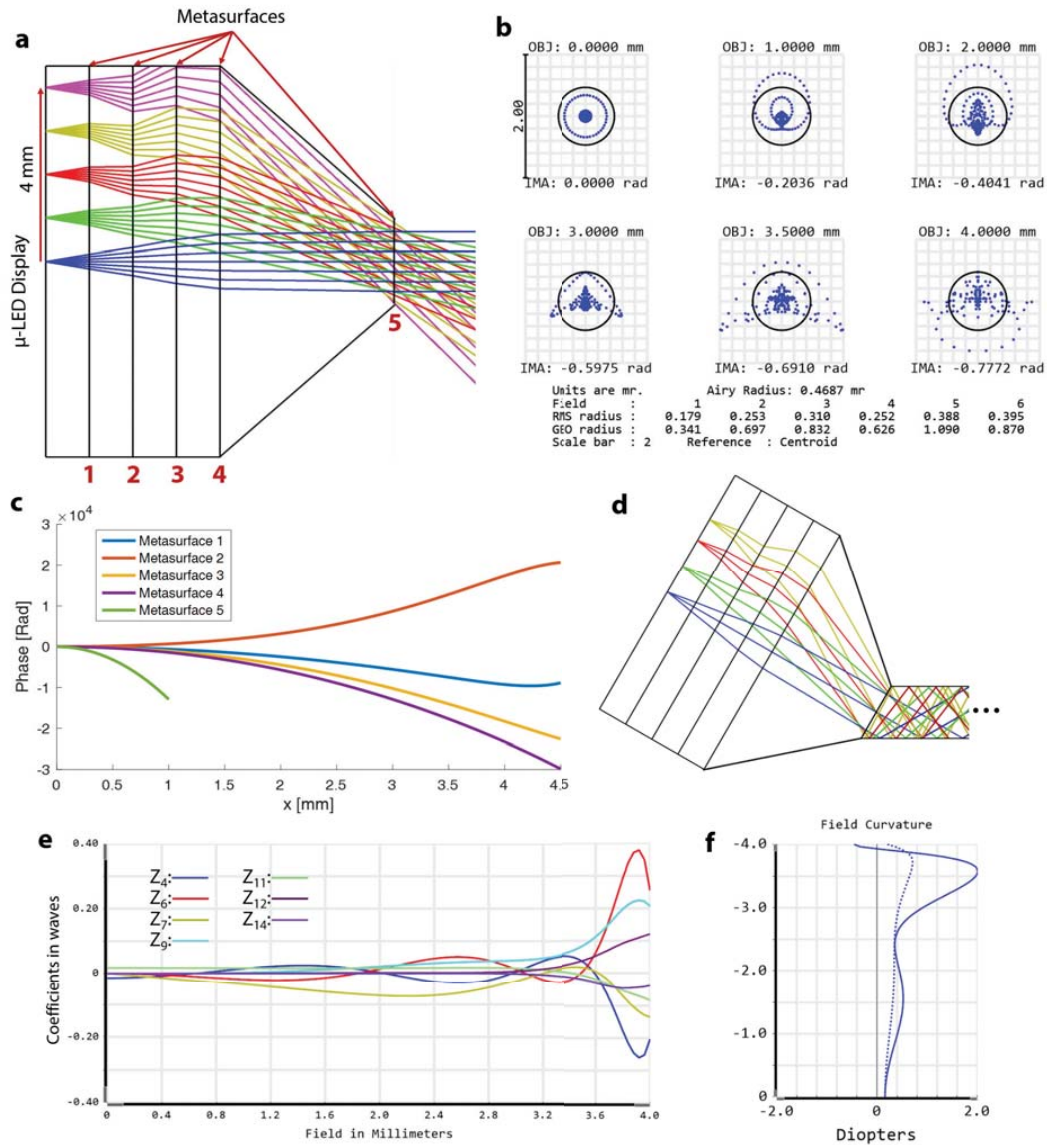 Metasurfaces
a
4 mm
μ-LED Display
1
2
3
4
5
b
OBJ: 0.0000 mm
OBJ: 1.0000 mm
OBJ: 2.0000 mm
2.00
IMA: 0.0000 rad
IMA: -0.2036 rad
IMA: -0.4041 rad
OBJ: 3.0000 mm
OBJ: 3.5000 mm
OBJ: 4.0000 mm
IMA: -0.5975 rad
IMA: -0.6910 rad
IMA: -0.7772 rad
Units are mr. Airy Radius: 0.4687 mr
Field : 1 2 3 4 5 6
RMS radius : 0.179 0.253 0.310 0.252 0.388 0.395
GEO radius : 0.341 0.697 0.832 0.626 1.090 0.870
Scale bar : 2 Reference : Centroid
c
×10⁴
3
2
1
0
-1
-2
-3
Phase [Rad]
Metasurface 1
Metasurface 2
Metasurface 3
Metasurface 4
Metasurface 5
0 0.5 1 1.5 2 2.5 3 3.5 4 4.5
x [mm]
d
•••
e
0.40
0.20
0
-0.20
-0.40
Coefficients in waves
Z₄: Z₁₁:
Z₆: Z₁₂:
Z₇: Z₁₄:
Z₉:
0 0.4 0.8 1.2 1.6 2.0 2.4 2.8 3.2 3.6 4.0
Field in Millimeters
f
Field Curvature
-4.0
-3.0
-2.0
-1.0
0
-2.0 0 2.0
Diopters